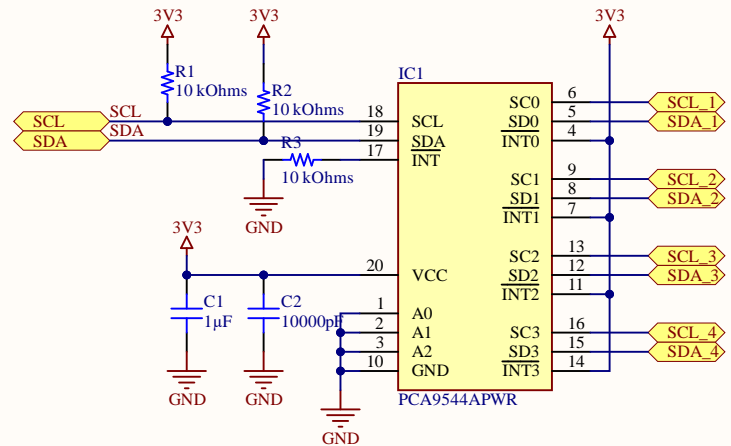 3V3
3V3
3V3
R1
10 kOhms
R2
10 kOhms
IC1
SCL
SCL
SDA
SDA
R3
10 kOhms
GND
18
SCL
19
SDA
17
INT
SC0
6
SCL_1
SD0
5
SDA_1
INT0
4
SC1
9
SCL_2
SD1
8
SDA_2
INT1
7
3V3
C1
1µF
C2
10000pF
GND
GND
20
VCC
SC2
13
SCL_3
SD2
12
SDA_3
INT2
11
1
A0
2
A1
3
A2
10
GND
SC3
16
SCL_4
SD3
15
SDA_4
INT3
14
PCA9544APWR
GND